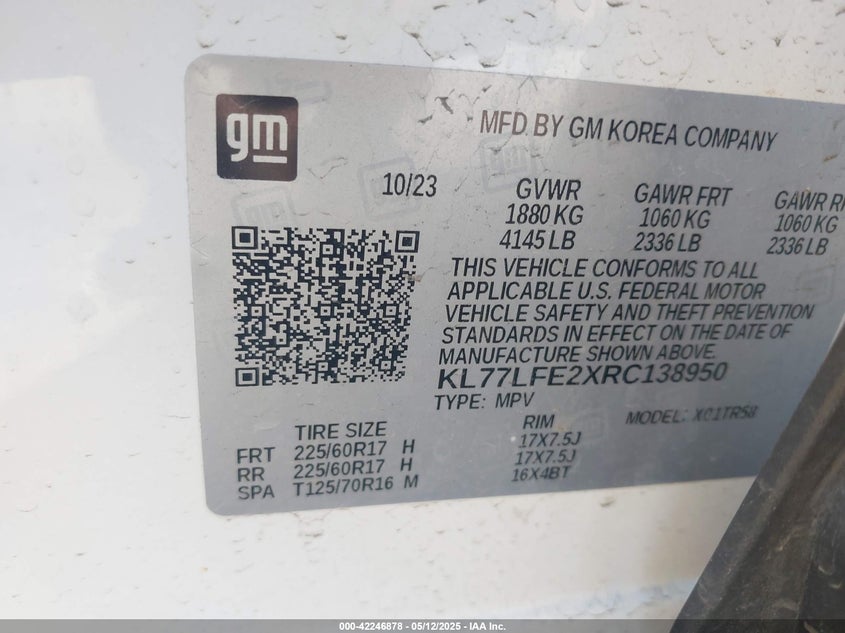 gm
MFD BY GM KOREA COMPANY
10/23 GVWR GAWR FRT GAWR
1880 KG 1060 KG 1060 KG
4145 LB 2336 LB 2336 LB
THIS VEHICLE CONFORMS TO ALL
APPLICABLE U.S. FEDERAL MOTOR
VEHICLE SAFETY AND THEFT PREVENTION
STANDARDS IN EFFECT ON THE DATE OF
MANUFACTURE SHOWN ABOVE.
KL77LFE2XRC138950
TYPE: MPV MODEL:
TIRE SIZE RIM
FRT 225/60R17 H 17X7.5J
RR 225/60R17 H 17X7.5J
SPA T125/70R16 M 16X4BT
000-42246878 - 05/12/2025 - IAA Inc.